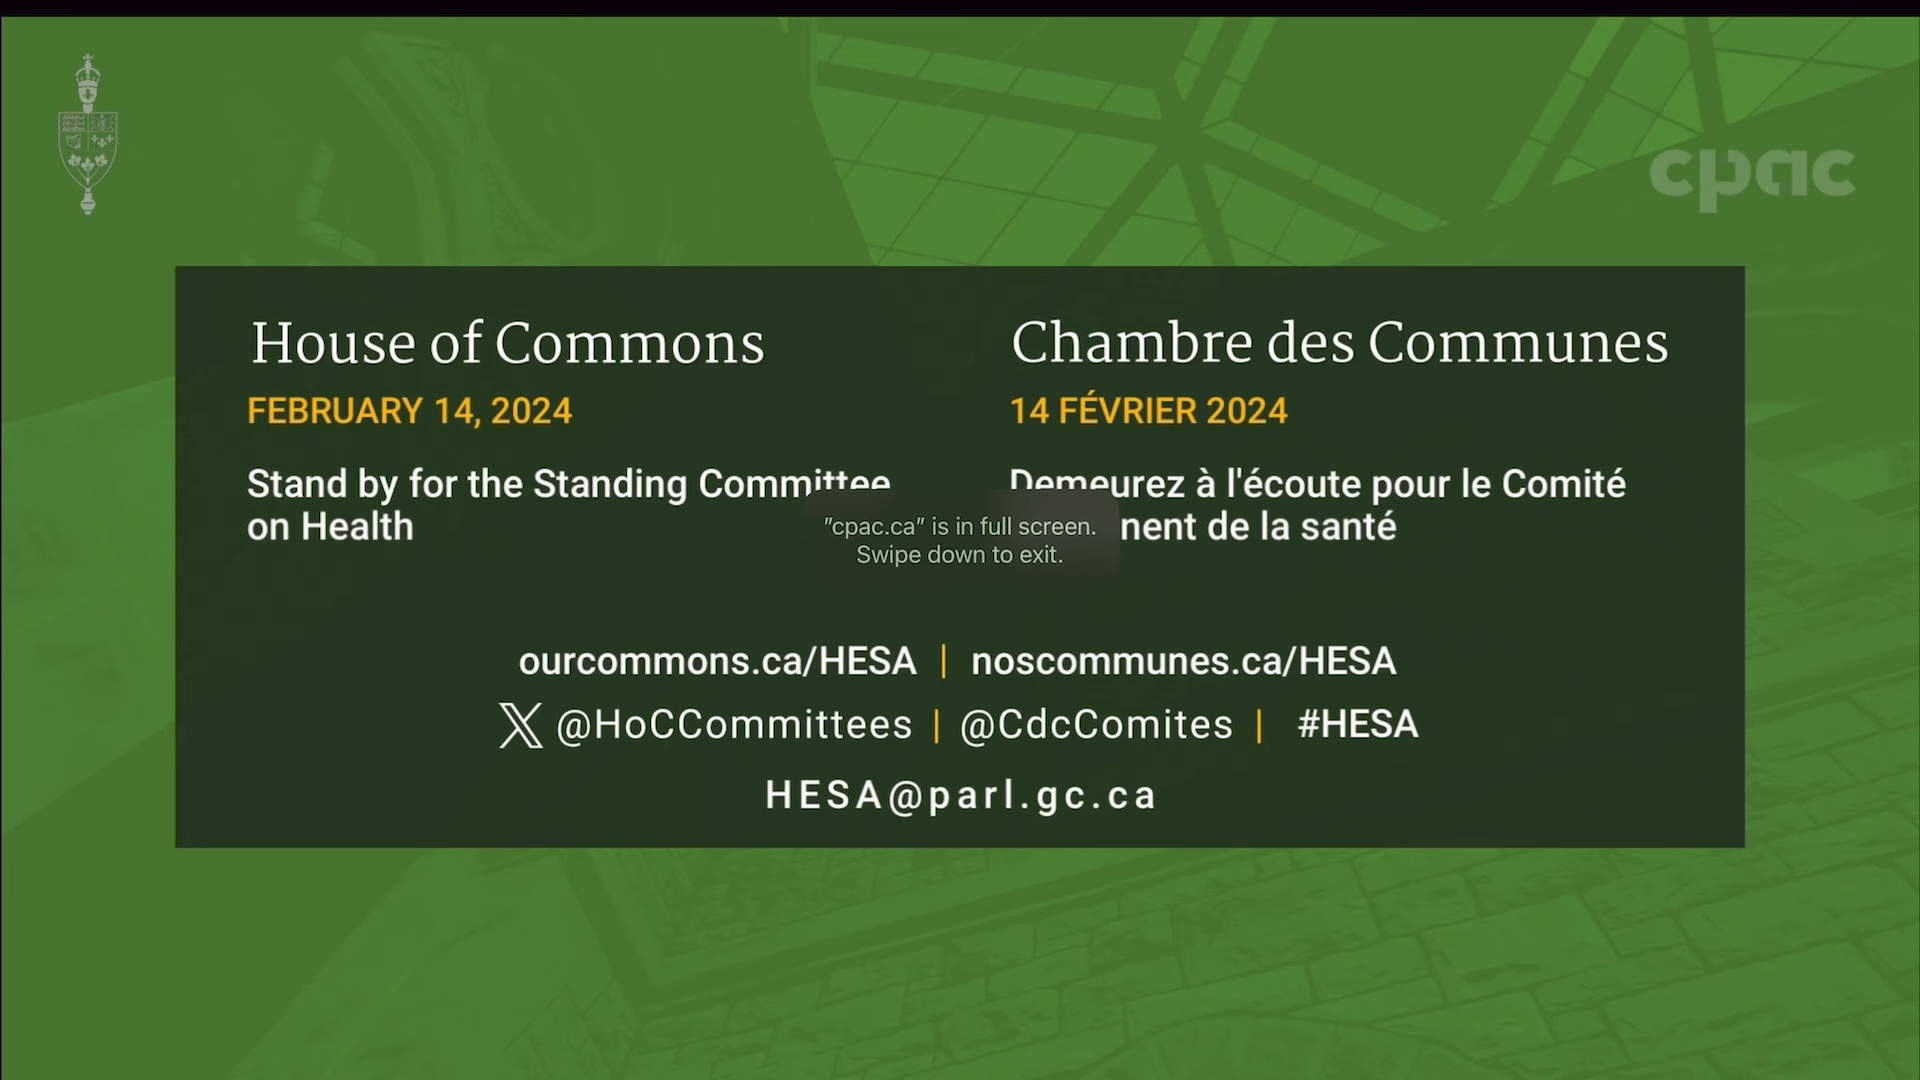 cpac
House of Commons
FEBRUARY 14, 2024
Stand by for the Standing Committee
on Health
Chambre des Communes
14 FÉVRIER 2024
Demeurez à l'écoute pour le Comité
nent de la santé
"cpac.ca" is in full screen.
Swipe down to exit.
ourcommons.ca/HESA | noscommunes.ca/HESA
X @HoCCommittees | @CdcComites | #HESA
HESA@parl.gc.ca